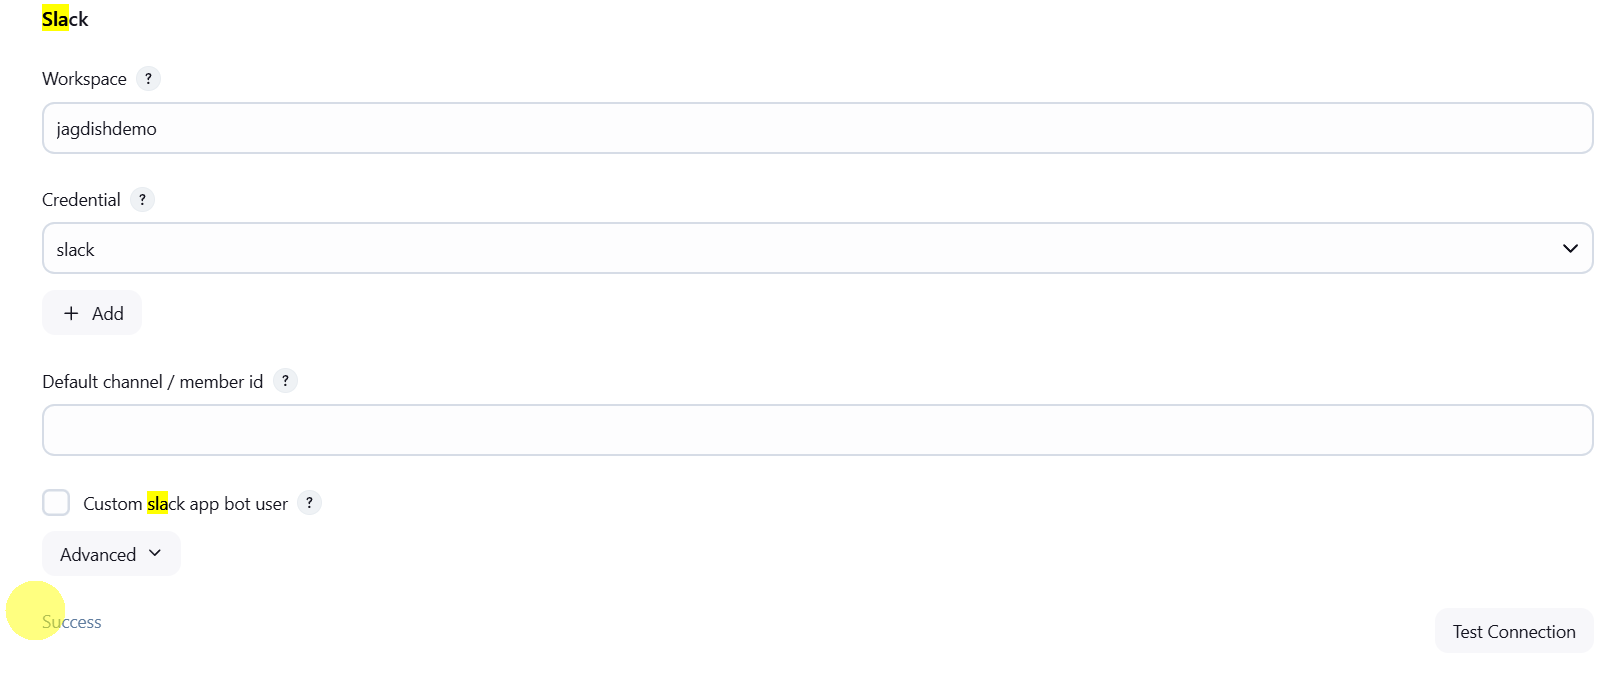 Slack
Workspace ?
jagdishdemo
Credential ?
slack
+ Add
Default channel / member id ?
Custom slack app bot user ?
Advanced
Success
Test Connection